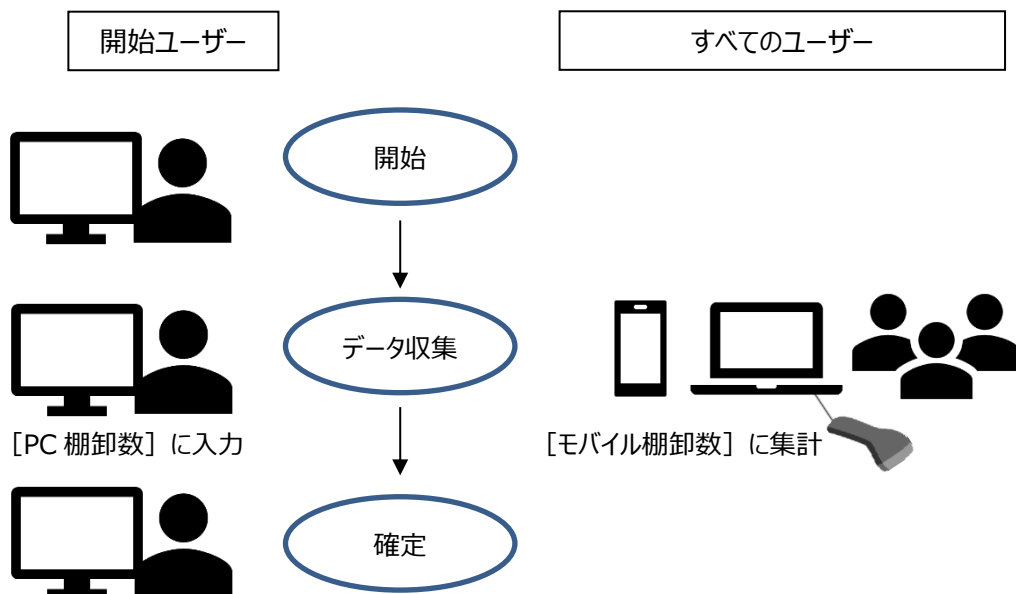 開始ユーザー
すべてのユーザー
開始
データ収集
［PC 棚卸数］に入力
［モバイル棚卸数］に集計
確定